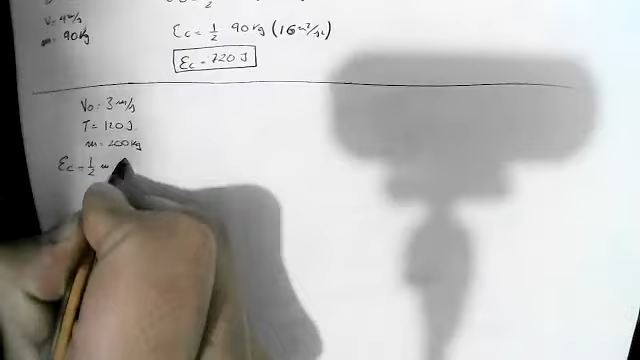 V = 4 m/s
m = 90 kg
Ec = 1/2 90 kg (16 m²/s²)
Ec = 720 J
Vo = 3 m/s
T = 120 J
m = 200 kg
Ec = 1/2 m